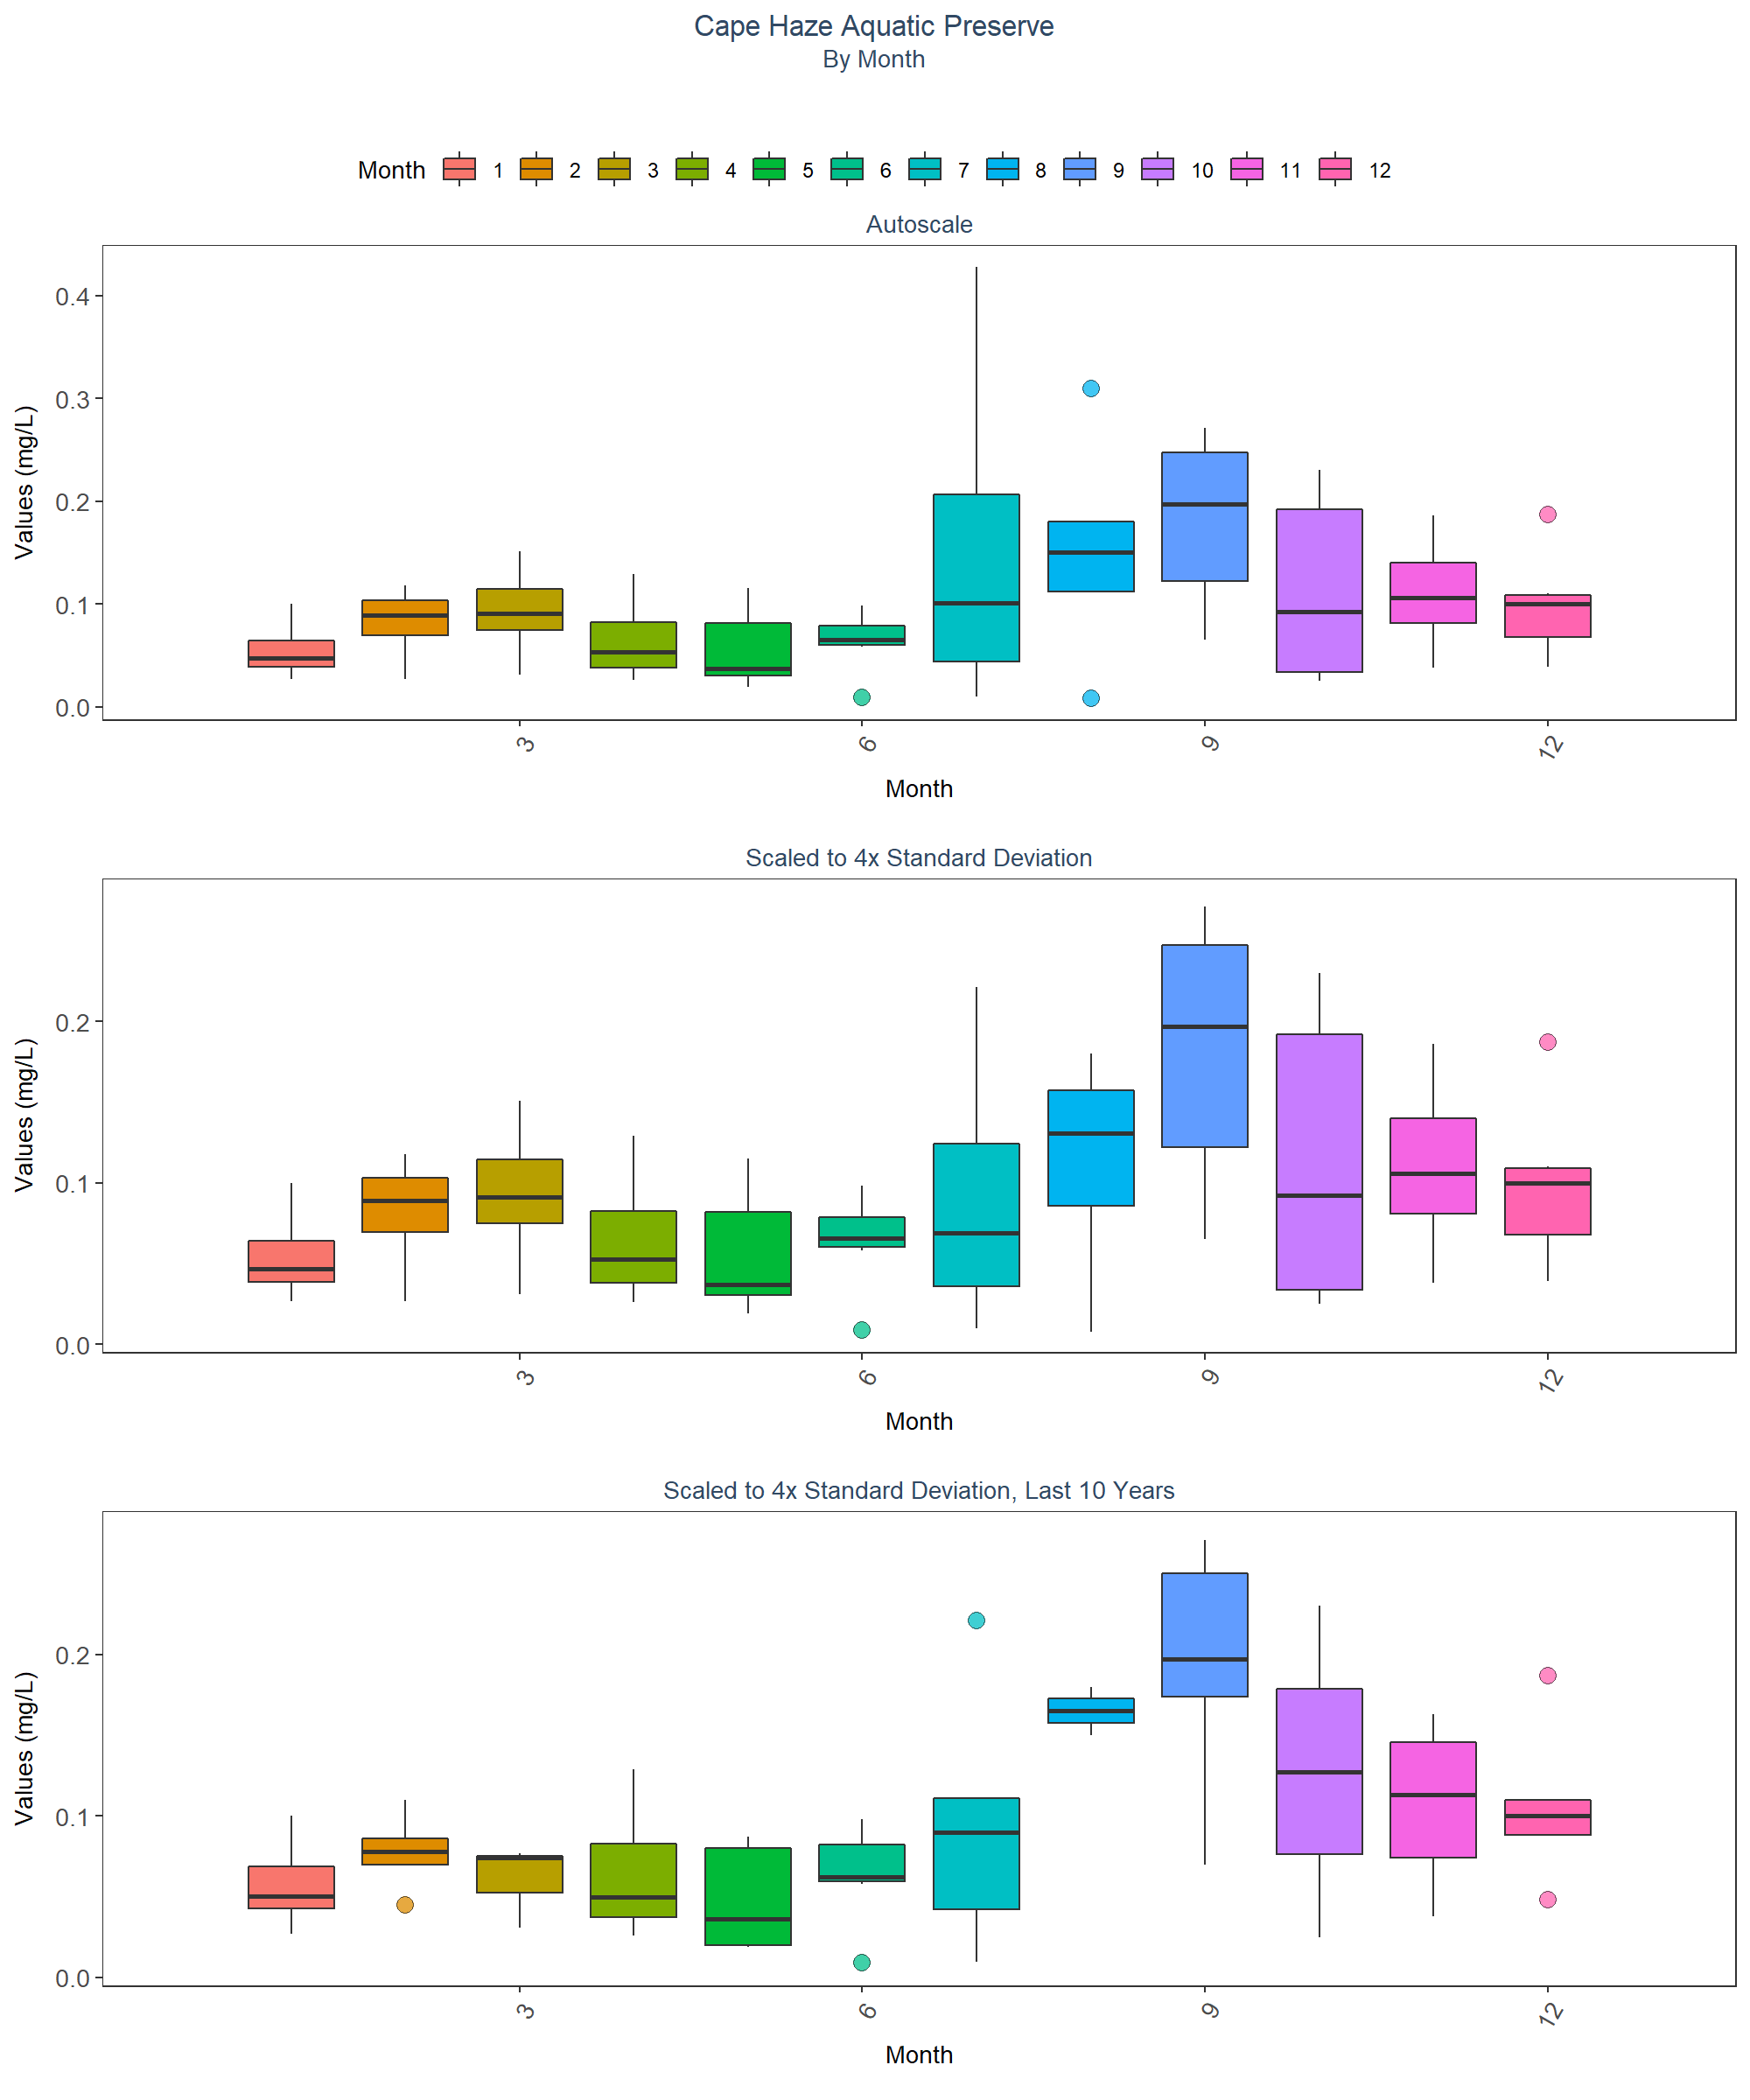 Cape Haze Aquatic Preserve
By Month
Month 1 2 3 4 5 6 7 8 9 10 11 12
Autoscale
Values (mg/L)
0.4
0.3
0.2
0.1
0.0
3 6 9 12
Month
Scaled to 4x Standard Deviation
Values (mg/L)
0.2
0.1
0.0
3 6 9 12
Month
Scaled to 4x Standard Deviation, Last 10 Years
Values (mg/L)
0.2
0.1
0.0
3 6 9 12
Month